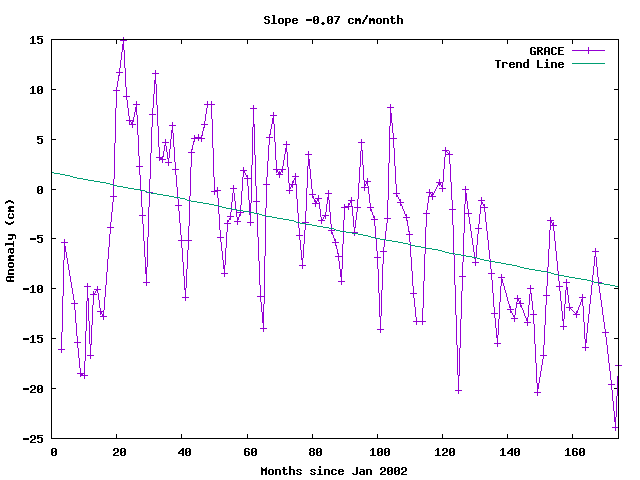 Slope -0.07 cm/month
GRACE
Trend Line
15
10
5
0
-5
-10
-15
-20
-25
Anomaly (cm)
0 20 40 60 80 100 120 140 160
Months since Jan 2002